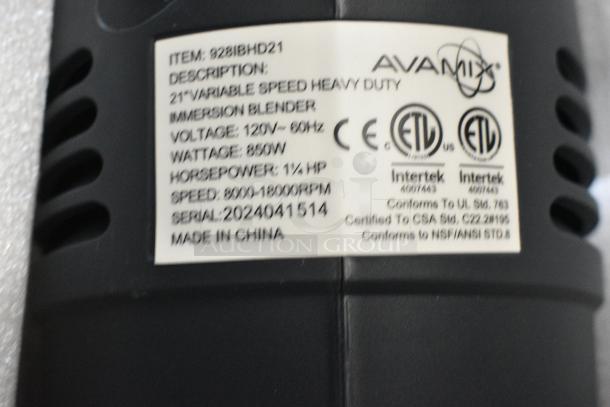 ITEM: 928IBHD21
AVAMIX®
DESCRIPTION:
21"VARIABLE SPEED HEAVY DUTY
IMMERSION BLENDER
VOLTAGE: 120V~ 60Hz
WATTAGE: 850W
HORSEPOWER: 1¼ HP
SPEED: 8000-18000RPM
SERIAL: 2024041514
MADE IN CHINA
CE
c ETL us
Intertek
4007443
ETL
Intertek
4007443
Conforms To UL Std. 763
Certified To CSA Std. C22.2#195
Conforms to NSF/ANSI STD.8
AUCTION GROUP